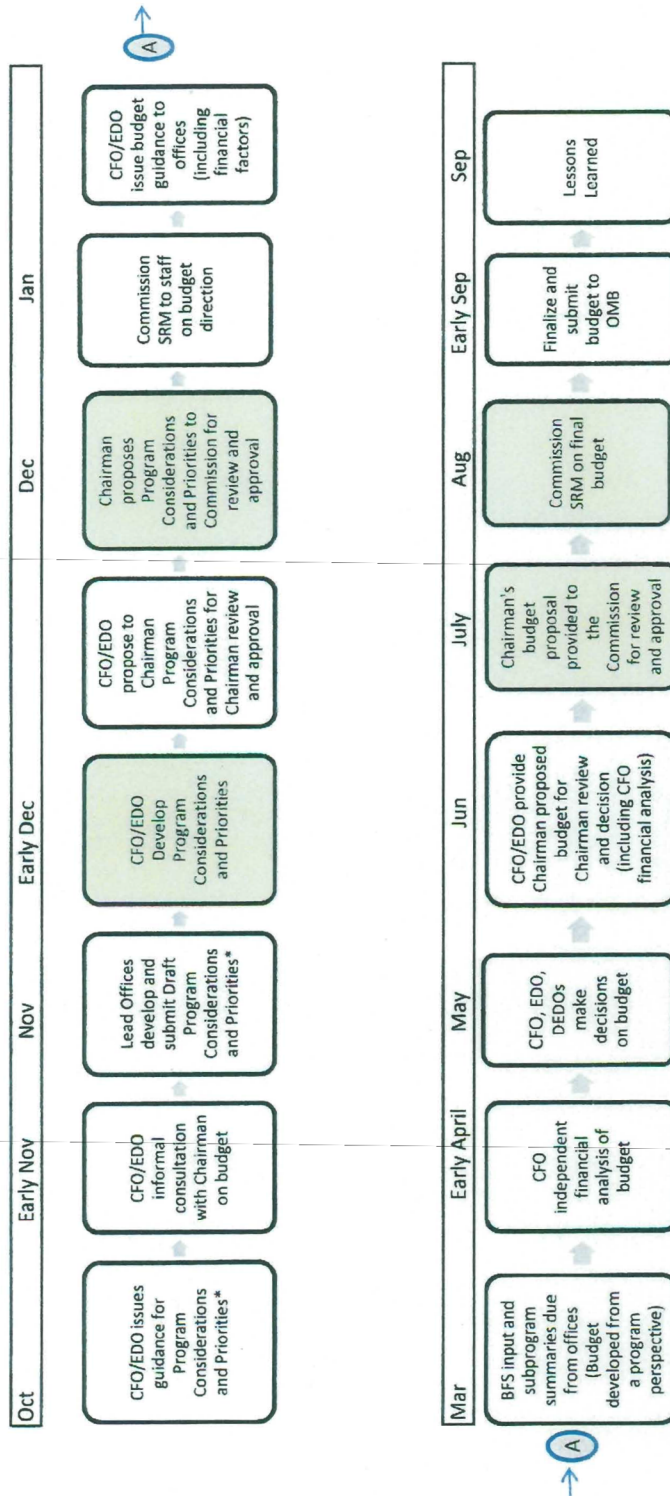 Oct
Early Nov
Nov
Early Dec
Dec
Jan
CFO/EDO issues
guidance for
Program
Considerations
and Priorities*
CFO/EDO
informal
consultation
with Chairman
on budget
Lead Offices
develop and
submit Draft
Program
Considerations
and Priorities*
CFO/EDO
Develop
Program
Considerations
and Priorities
CFO/EDO
propose to
Chairman
Program
Considerations
and Priorities for
Chairman review
and approval
Chairman
proposes
Program
Considerations
and Priorities to
Commission for
review and
approval
Commission
SRM to staff
on budget
direction
CFO/EDO
issue budget
guidance to
offices
(including
financial
factors)
A
Mar
Early April
May
Jun
July
Aug
Early Sep
Sep
A
BFS input and
subprogram
summaries due
from offices
(Budget
developed from
a program
perspective)
CFO
independent
financial
analysis of
budget
CFO, EDO,
DEDOs
make
decisions
on budget
CFO/EDO provide
Chairman proposed
budget for
Chairman review
and decision
(including CFO
financial analysis)
Chairman's
budget
proposal
provided to
the
Commission
for review
and approval
Commission
SRM on final
budget
Finalize and
submit
budget to
OMB
Lessons
Learned